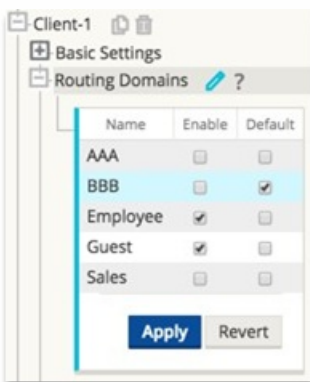 Client-1
Basic Settings
Routing Domains ?
Name Enable Default
AAA
BBB
Employee
Guest
Sales
Apply Revert